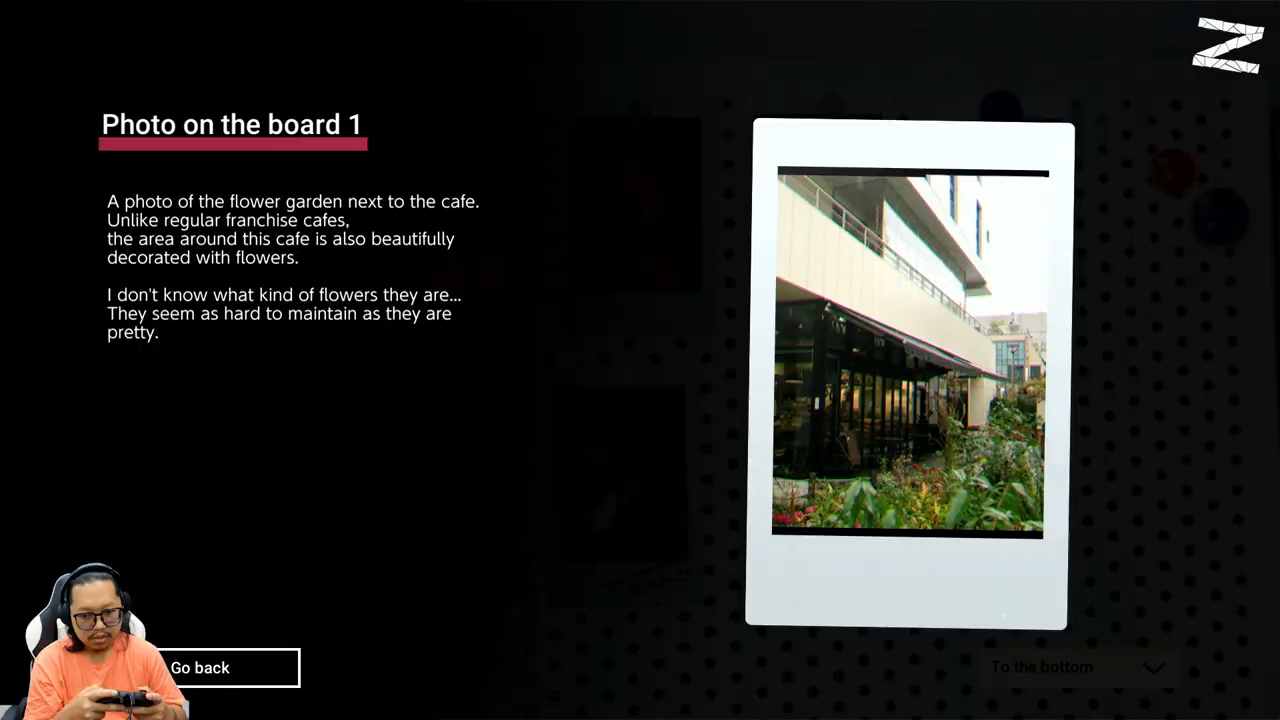 Photo on the board 1
A photo of the flower garden next to the cafe.
Unlike regular franchise cafes,
the area around this cafe is also beautifully
decorated with flowers.
I don't know what kind of flowers they are...
They seem as hard to maintain as they are
pretty.
Go back
To the bottom
Z